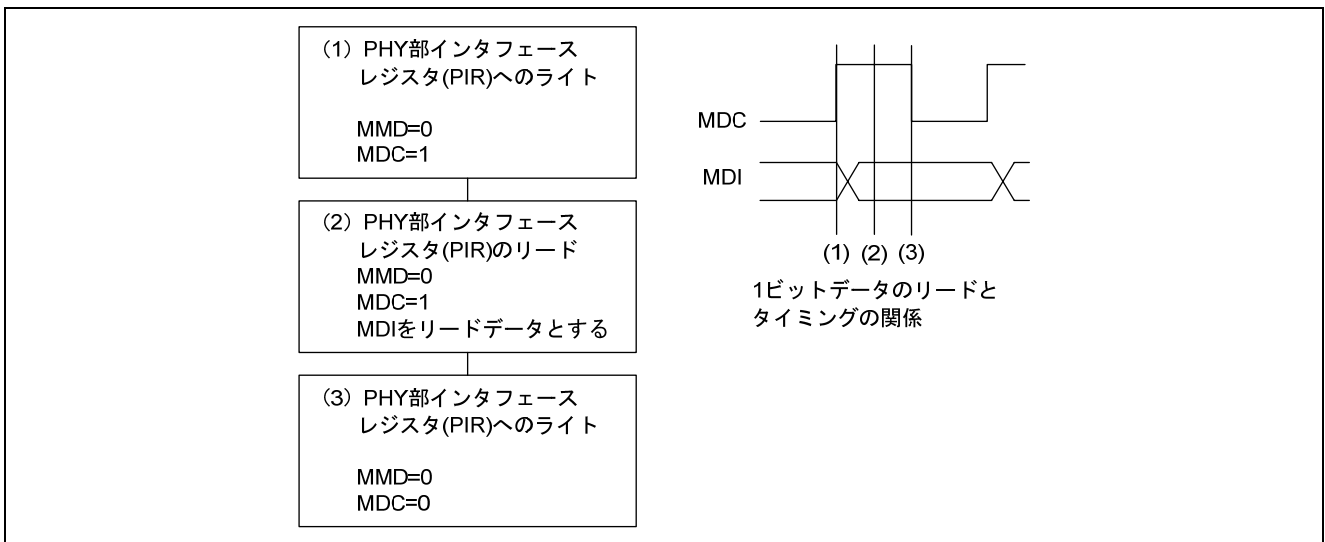 （1）PHY部インタフェース
レジスタ(PIR)へのライト
MMD=0
MDC=1
（2）PHY部インタフェース
レジスタ(PIR)のリード
MMD=0
MDC=1
MDIをリードデータとする
（3）PHY部インタフェース
レジスタ(PIR)へのライト
MMD=0
MDC=0
MDC
MDI
(1) (2) (3)
1ビットデータのリードと
タイミングの関係